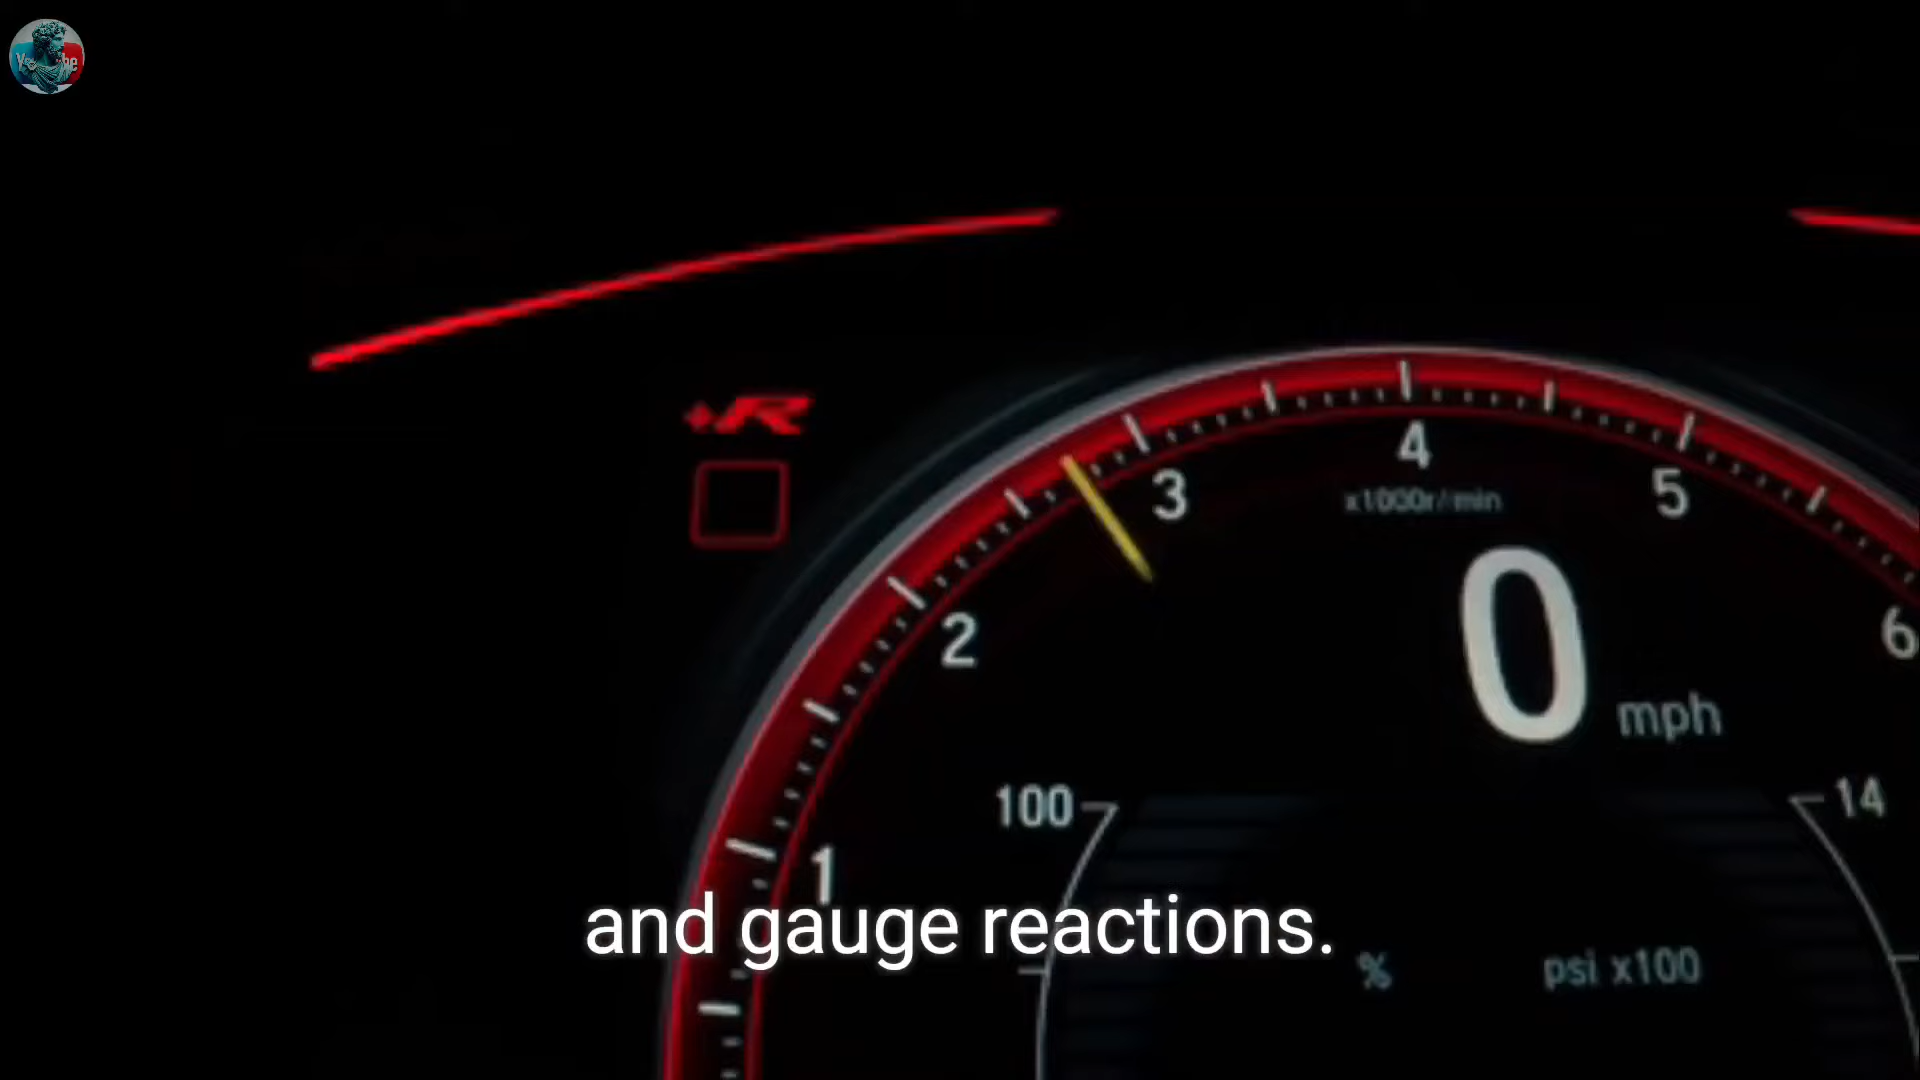 +R
4
3
5
x1000r/min
2
6
0 mph
100
14
1
and gauge reactions.
%
psi x100